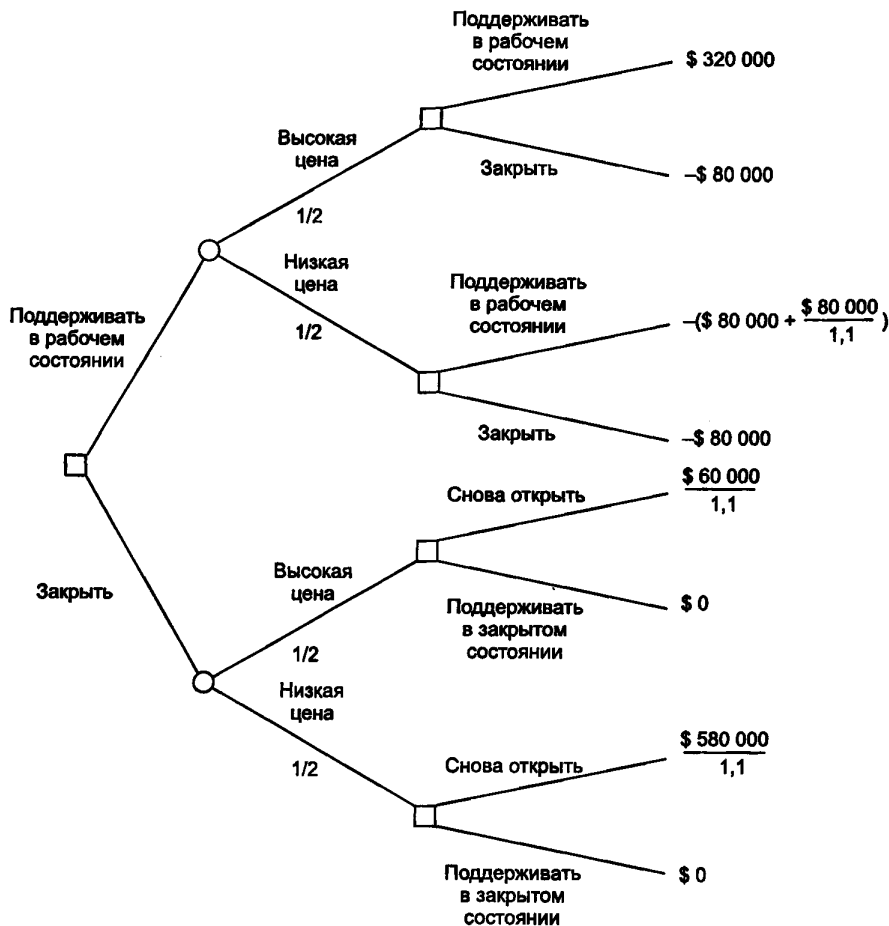 Поддерживать
в рабочем
состоянии
$ 320 000
Высокая
цена
1/2
Закрыть
–$ 80 000
Низкая
цена
1/2
Поддерживать
в рабочем
состоянии
–($ 80 000 + $ 80 000 )
1,1
Закрыть
–$ 80 000
Поддерживать
в рабочем
состоянии
Закрыть
Высокая
цена
1/2
Снова открыть
$ 60 000
1,1
Поддерживать
в закрытом
состоянии
$ 0
Низкая
цена
1/2
Снова открыть
$ 580 000
1,1
Поддерживать
в закрытом
состоянии
$ 0